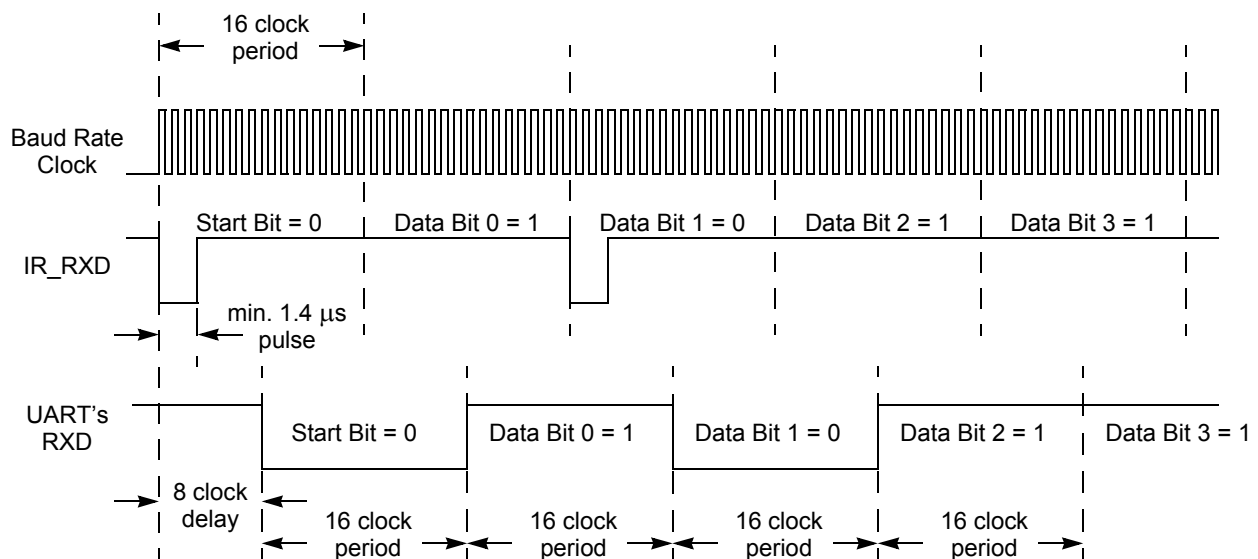 16 clock
period
Baud Rate
Clock
Start Bit = 0
Data Bit 0 = 1
Data Bit 1 = 0
Data Bit 2 = 1
Data Bit 3 = 1
IR_RXD
min. 1.4 μs
pulse
UART's
RXD
Start Bit = 0
Data Bit 0 = 1
Data Bit 1 = 0
Data Bit 2 = 1
Data Bit 3 = 1
8 clock
delay
16 clock
period
16 clock
period
16 clock
period
16 clock
period